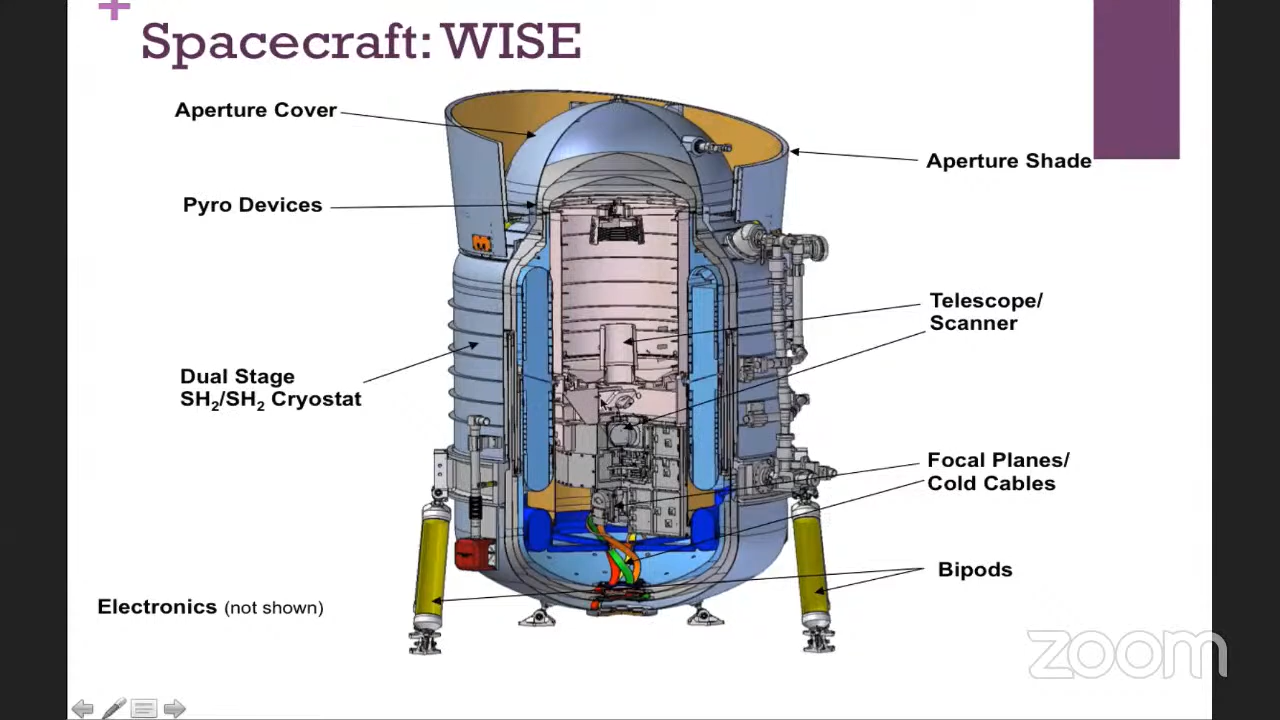 Spacecraft: WISE
Aperture Cover
Aperture Shade
Pyro Devices
Telescope/
Scanner
Dual Stage
SH₂/SH₂ Cryostat
Focal Planes/
Cold Cables
Bipods
Electronics (not shown)
zoom